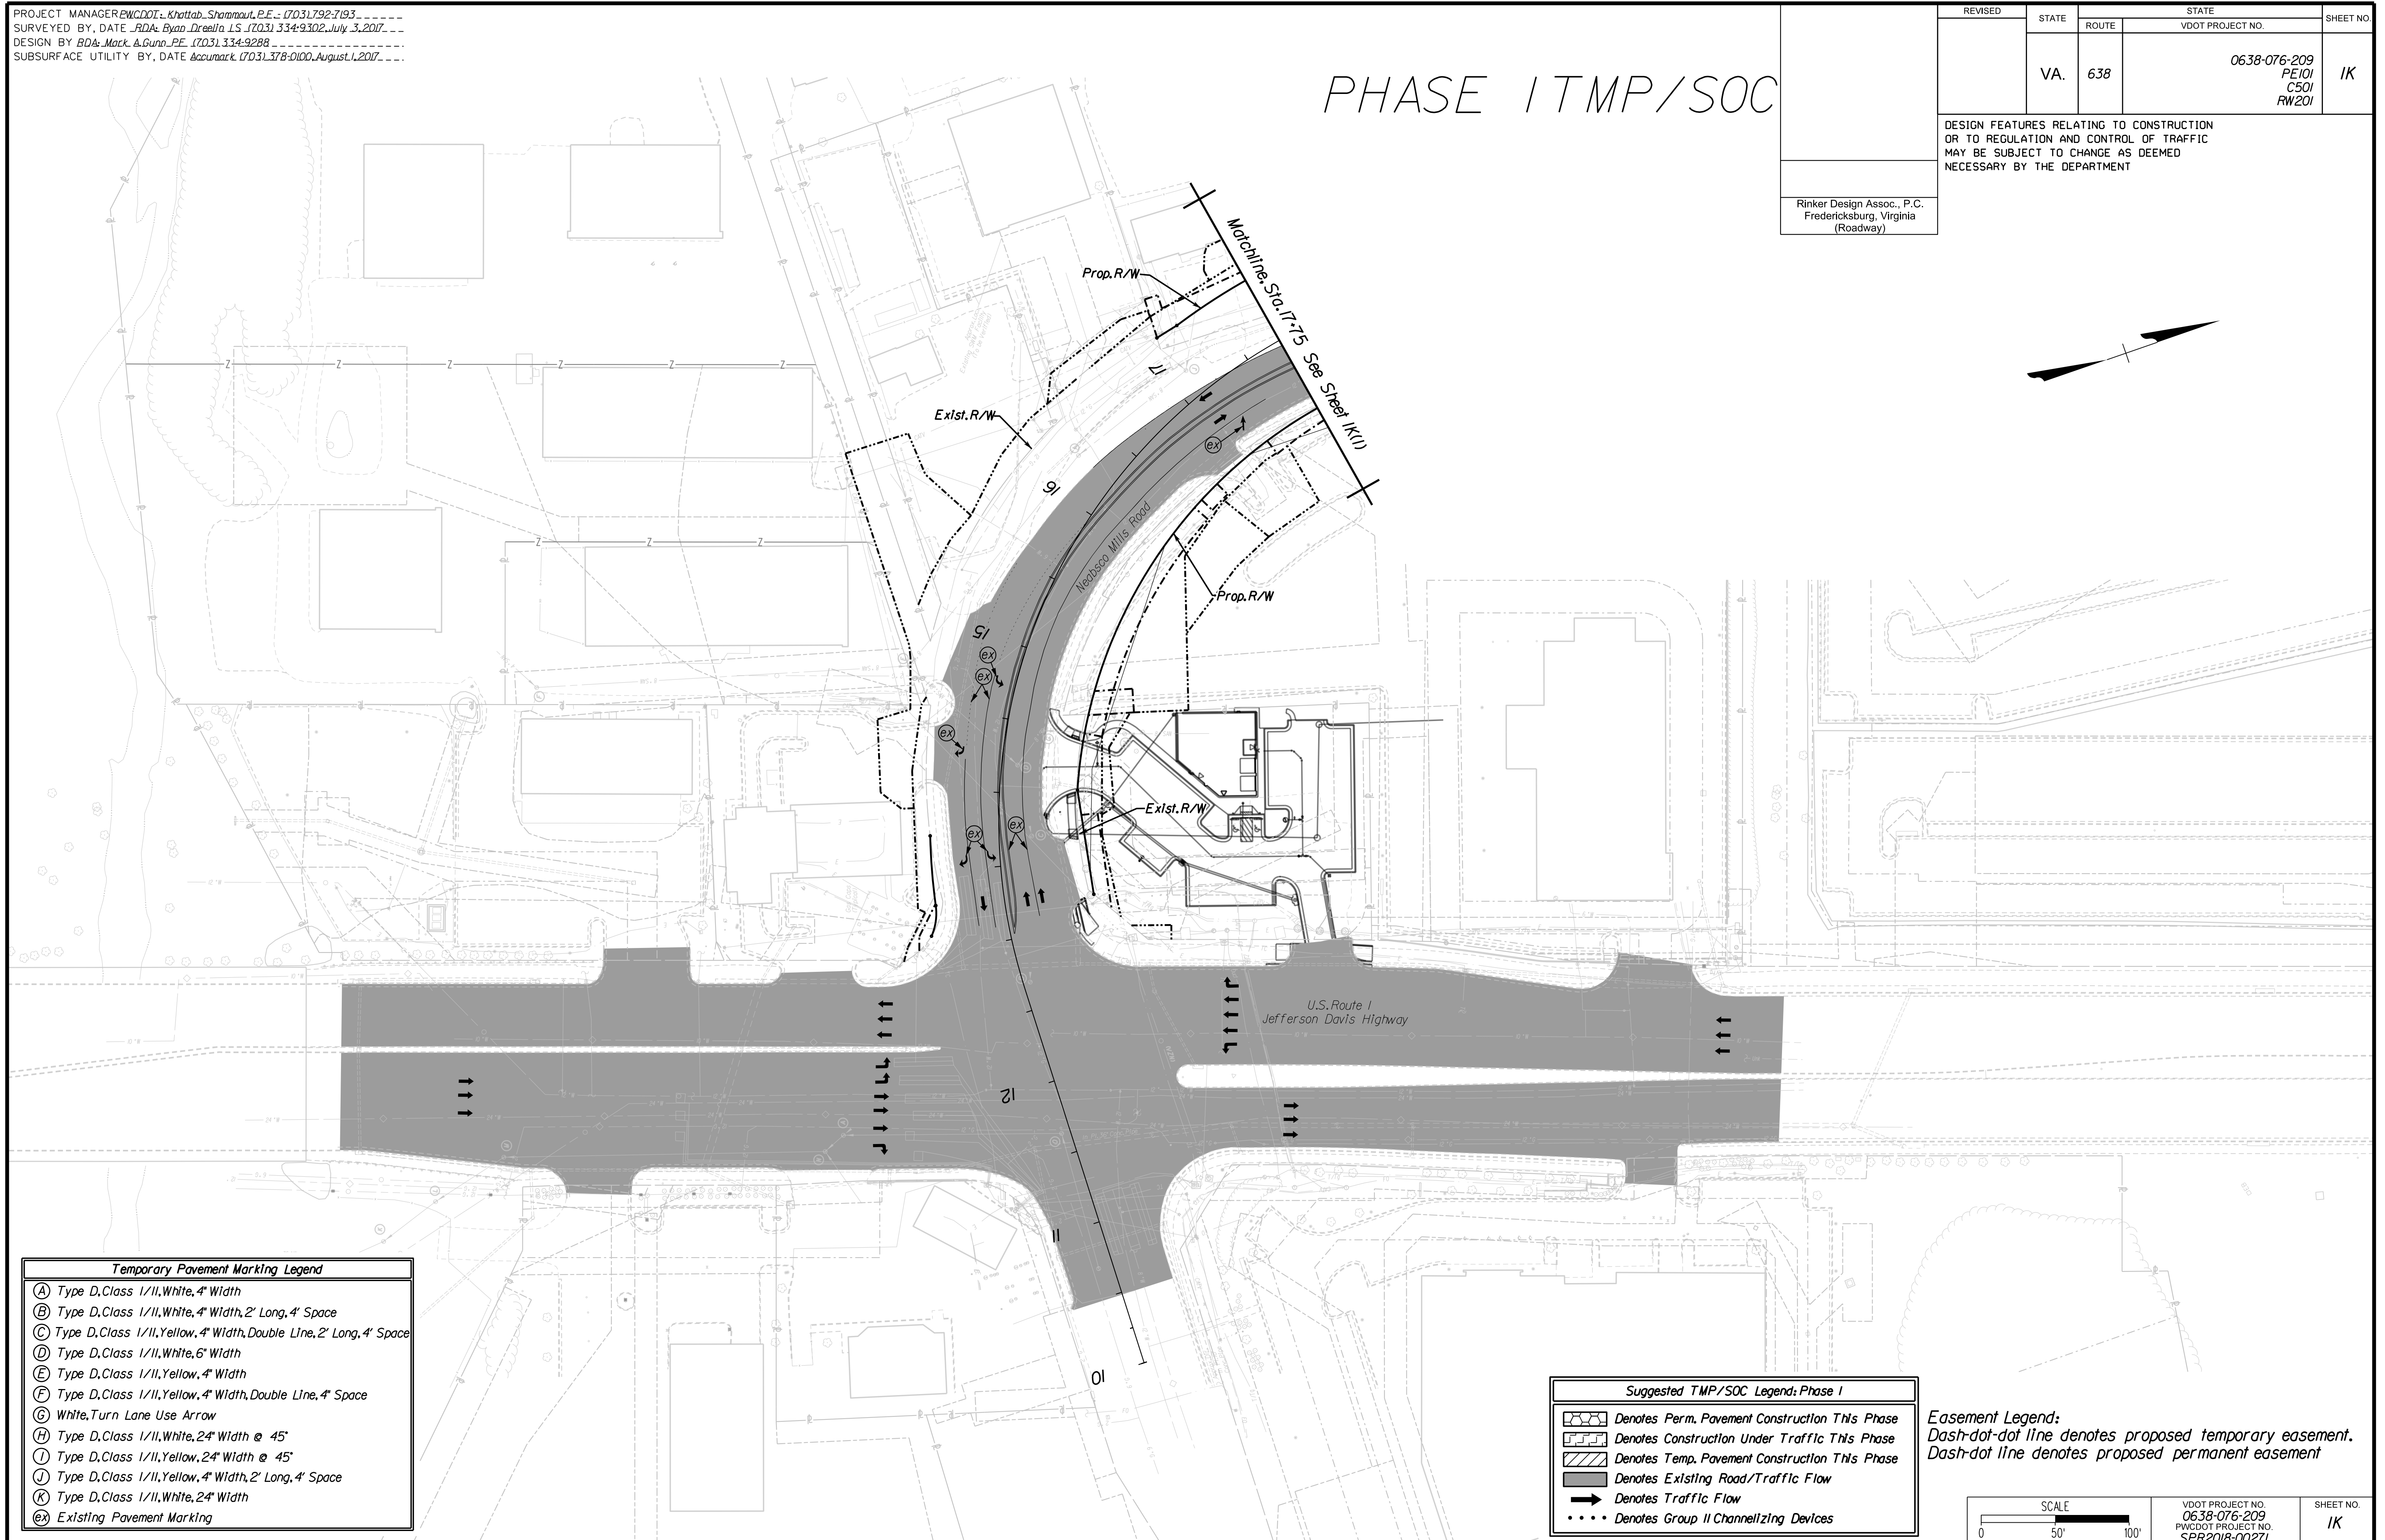 PROJECT MANAGER PWCDOT: Khattab Shammout, P.E. - (703) 792-7193
SURVEYED BY, DATE RDA: Ryan Dreelin LS (703) 334-9302, July 3, 2017
DESIGN BY RDA: Mark A.Gunn PE (703) 334-9288
SUBSURFACE UTILITY BY, DATE Accumark (703) 378-0100, August 1, 2017
PHASE I TMP/SOC
Rinker Design Assoc., P.C.
Fredericksburg, Virginia
(Roadway)
REVISED
STATE
STATE
SHEET NO.
ROUTE
VDOT PROJECT NO.
VA.
638
0638-076-209
PE101
C501
RW201
1K
DESIGN FEATURES RELATING TO CONSTRUCTION
OR TO REGULATION AND CONTROL OF TRAFFIC
MAY BE SUBJECT TO CHANGE AS DEEMED
NECESSARY BY THE DEPARTMENT
Matchline, Sta. 17+75 See Sheet 1K(1)
Prop. R/W
17
Exist. R/W
ex
16
Neabsco Mills Road
Prop. R/W
15
ex
ex
ex
Exist. R/W
ex
ex
U.S. Route 1
Jefferson Davis Highway
12
11
10
Temporary Pavement Marking Legend
A Type D, Class I/II, White, 4" Width
B Type D, Class I/II, White, 4" Width, 2' Long, 4' Space
C Type D, Class I/II, Yellow, 4" Width, Double Line, 2' Long, 4' Space
D Type D, Class I/II, White, 6" Width
E Type D, Class I/II, Yellow, 4" Width
F Type D, Class I/II, Yellow, 4" Width, Double Line, 4" Space
G White, Turn Lane Use Arrow
H Type D, Class I/II, White, 24" Width @ 45°
I Type D, Class I/II, Yellow, 24" Width @ 45°
J Type D, Class I/II, Yellow, 4" Width, 2' Long, 4' Space
K Type D, Class I/II, White, 24" Width
ex Existing Pavement Marking
Suggested TMP/SOC Legend: Phase I
Denotes Perm. Pavement Construction This Phase
Denotes Construction Under Traffic This Phase
Denotes Temp. Pavement Construction This Phase
Denotes Existing Road/Traffic Flow
Denotes Traffic Flow
Denotes Group II Channelizing Devices
Easement Legend:
Dash-dot-dot line denotes proposed temporary easement.
Dash-dot line denotes proposed permanent easement
SCALE
0 50' 100'
VDOT PROJECT NO.
0638-076-209
PWCDOT PROJECT NO.
SPR2018-00271
SHEET NO.
1K